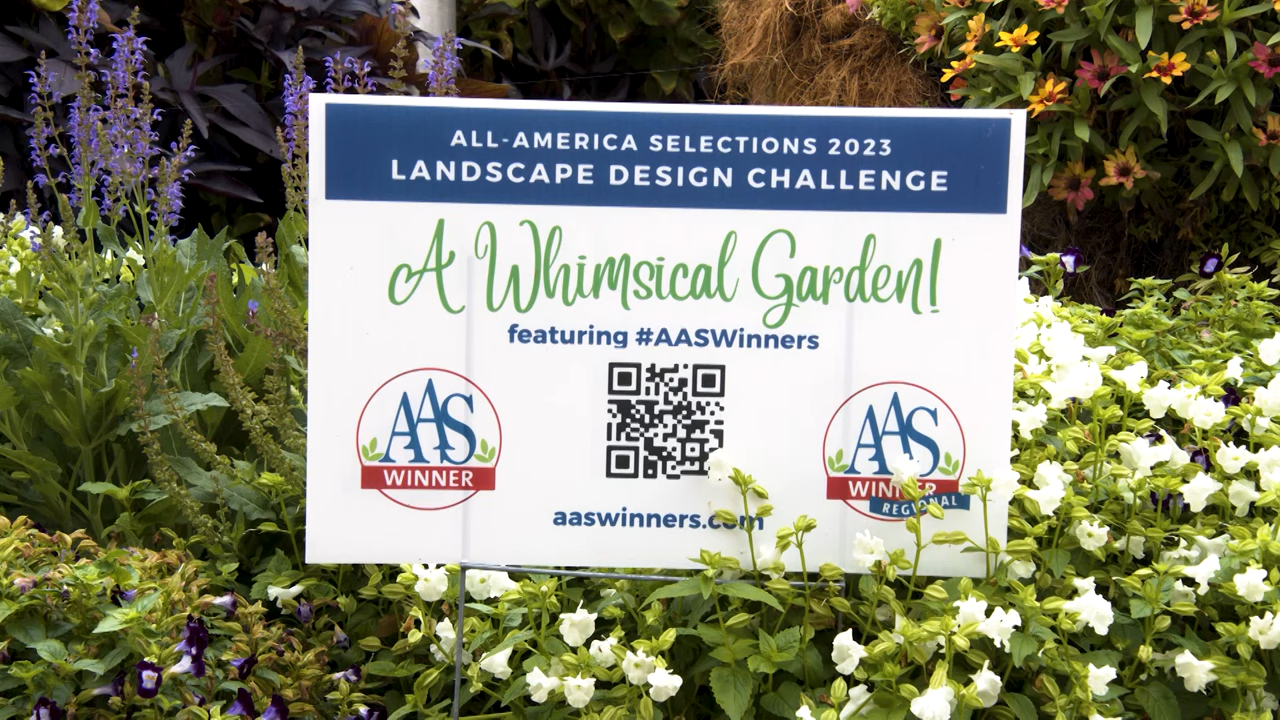 ALL-AMERICA SELECTIONS 2023
LANDSCAPE DESIGN CHALLENGE
A Whimsical Garden!
featuring #AASWinners
AAS
WINNER
AAS
WINNER
REGIONAL
aaswinners.com